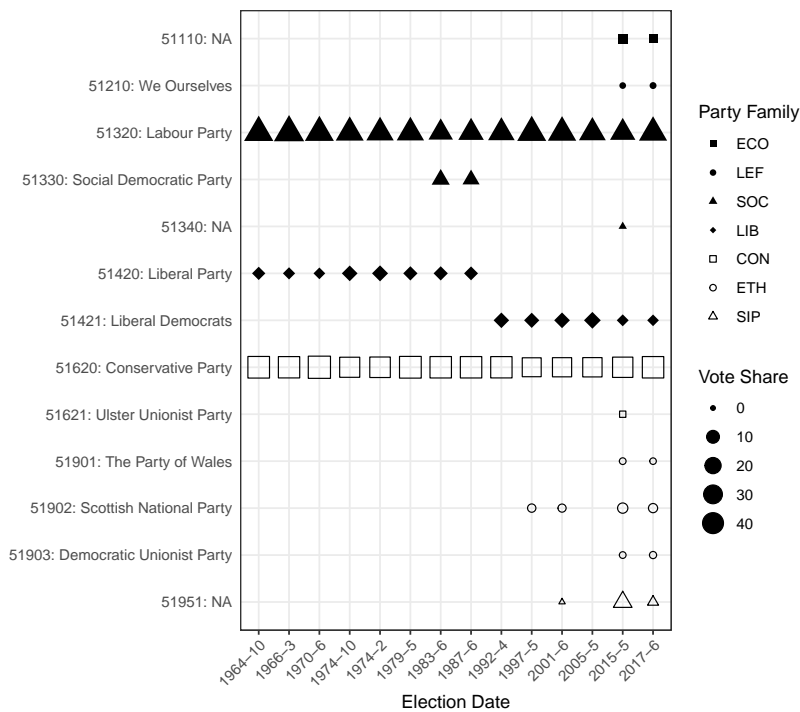 51110: NA
51210: We Ourselves
51320: Labour Party
51330: Social Democratic Party
51340: NA
51420: Liberal Party
51421: Liberal Democrats
51620: Conservative Party
51621: Ulster Unionist Party
51901: The Party of Wales
51902: Scottish National Party
51903: Democratic Unionist Party
51951: NA
1964–10
1966–3
1970–6
1974–10
1974–2
1979–5
1983–6
1987–6
1992–4
1997–5
2001–6
2005–5
2015–5
2017–6
Election Date
Party Family
ECO
LEF
SOC
LIB
CON
ETH
SIP
Vote Share
0
10
20
30
40